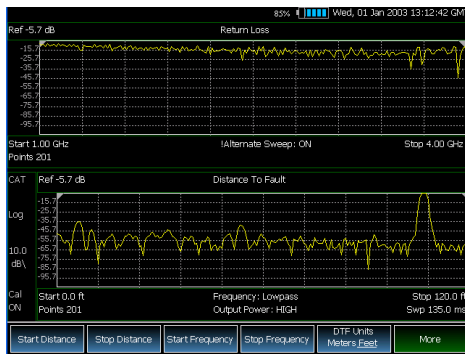 85% Wed, 01 Jan 2003 13:12:42 GM
Ref -5.7 dB Return Loss
-15.7
-25.7
-35.7
-45.7
-55.7
-65.7
-75.7
-85.7
-95.7
Start 1.00 GHz !Alternate Sweep: ON Stop 4.00 GHz
Points 201
CAT Ref -5.7 dB Distance To Fault
-15.7
-25.7
Log -35.7
-45.7
-55.7
10.0 -65.7
dB\ -75.7
-85.7
-95.7
Cal Start 0.0 ft Frequency: Lowpass Stop 120.0 ft
ON Points 201 Output Power: HIGH Swp 135.0 ms
Start Distance Stop Distance Start Frequency Stop Frequency DTF Units Meters Feet More